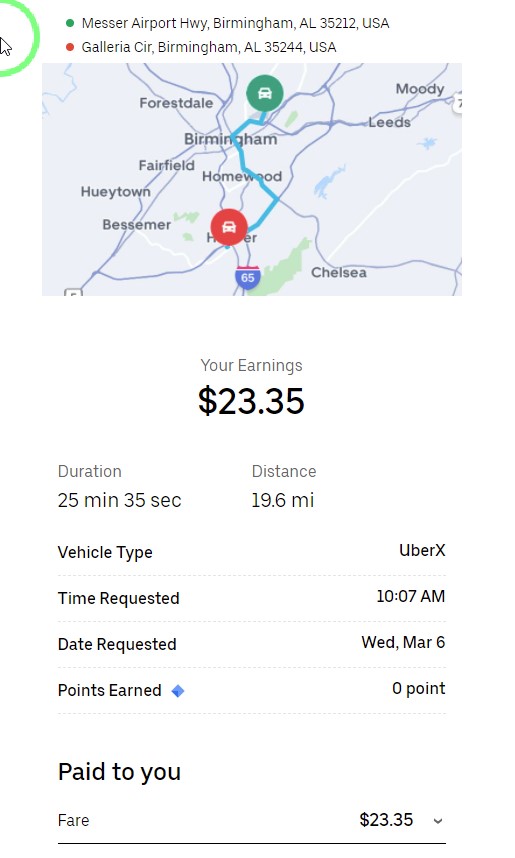 Messer Airport Hwy, Birmingham, AL 35212, USA
Galleria Cir, Birmingham, AL 35244, USA
Moody
Forestdale
Leeds
Birmingham
Fairfield
Homewood
Hueytown
Bessemer
Chelsea
65
Your Earnings
$23.35
Duration Distance
25 min 35 sec 19.6 mi
Vehicle Type UberX
Time Requested 10:07 AM
Date Requested Wed, Mar 6
Points Earned 0 point
Paid to you
Fare $23.35